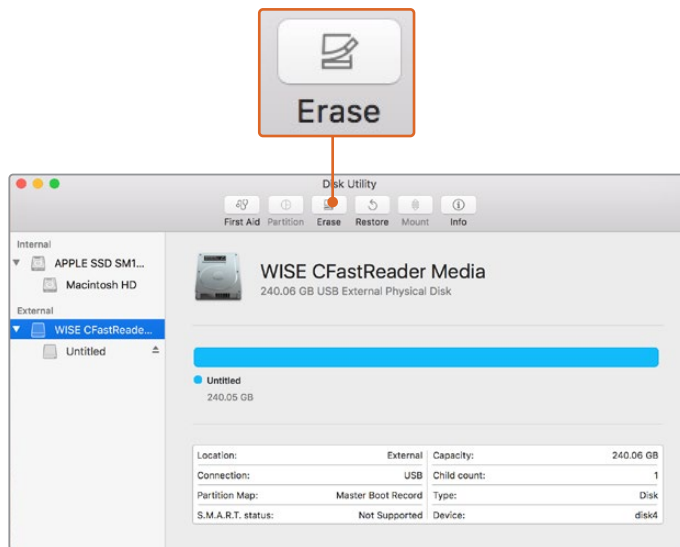 Erase
Disk Utility
First Aid Partition Erase Restore Mount Info
Internal
APPLE SSD SM1...
Macintosh HD
External
WISE CFastReade...
Untitled
WISE CFastReader Media
240.06 GB USB External Physical Disk
Untitled
240.05 GB
Location: External Capacity: 240.06 GB
Connection: USB Child count: 1
Partition Map: Master Boot Record Type: Disk
S.M.A.R.T. status: Not Supported Device: disk4